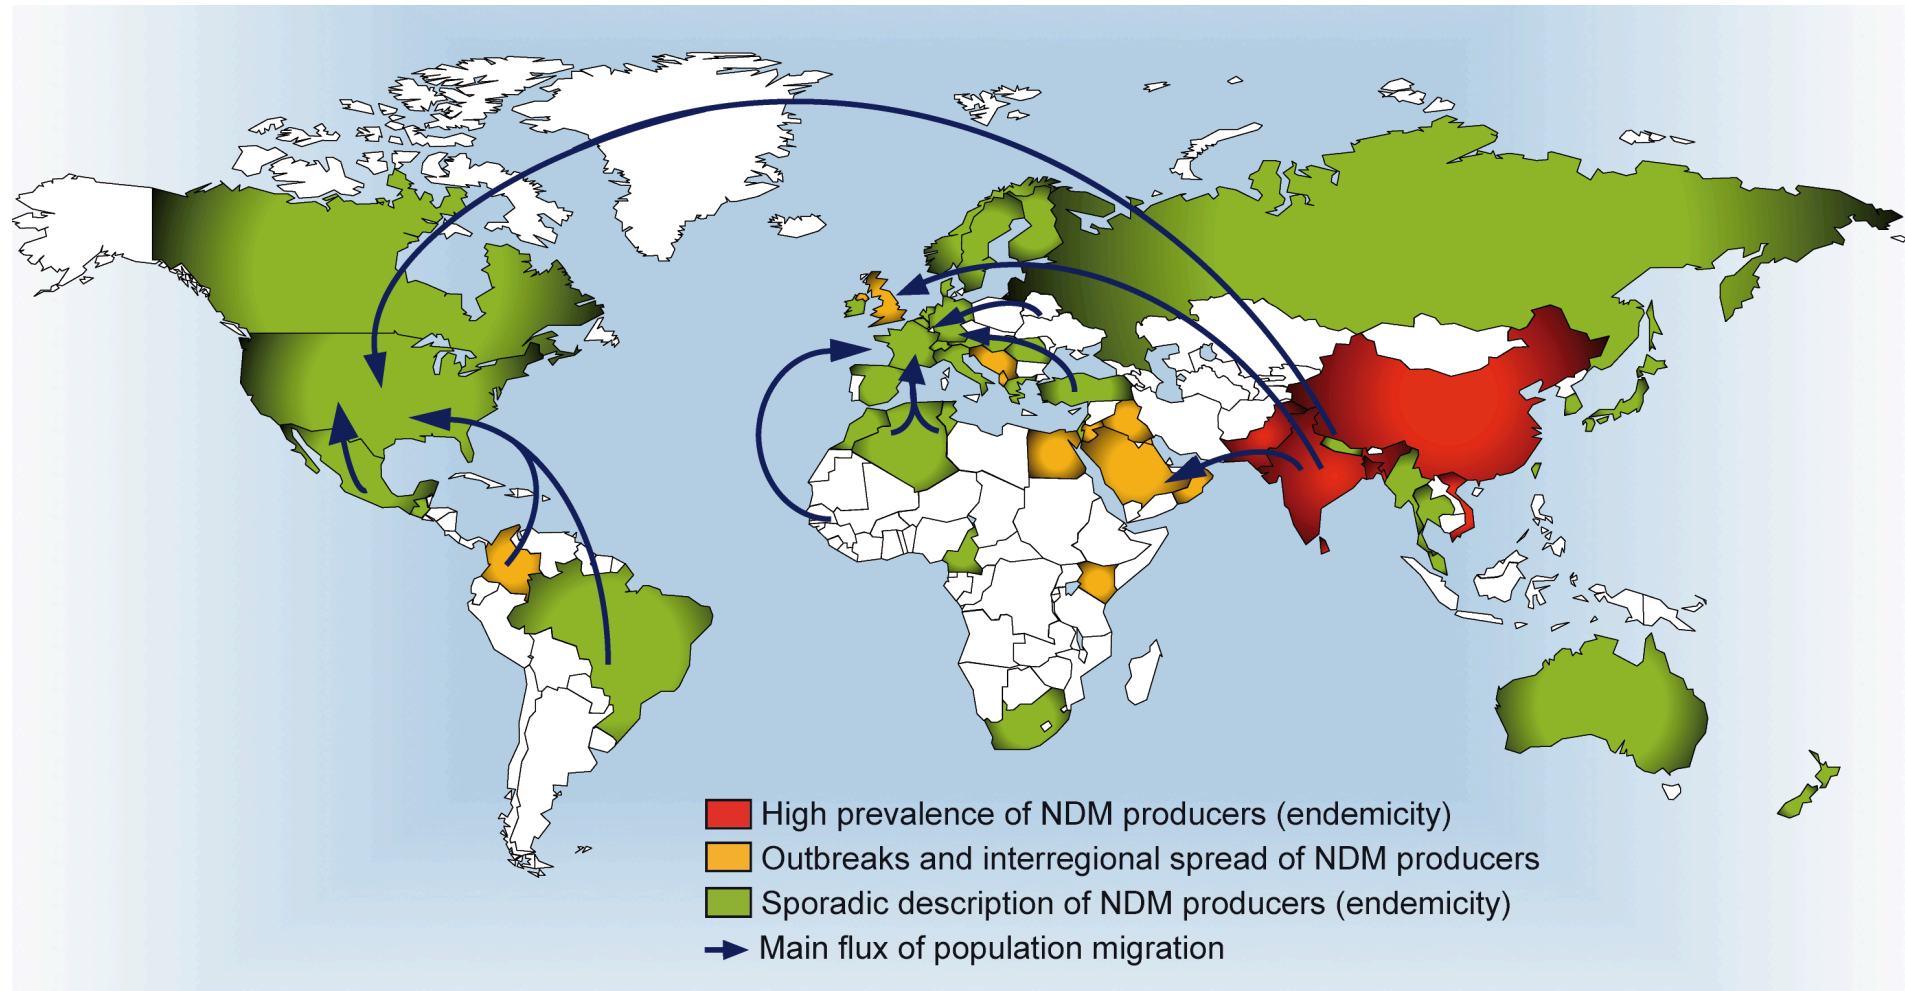 High prevalence of NDM producers (endemicity)
Outbreaks and interregional spread of NDM producers
Sporadic description of NDM producers (endemicity)
Main flux of population migration